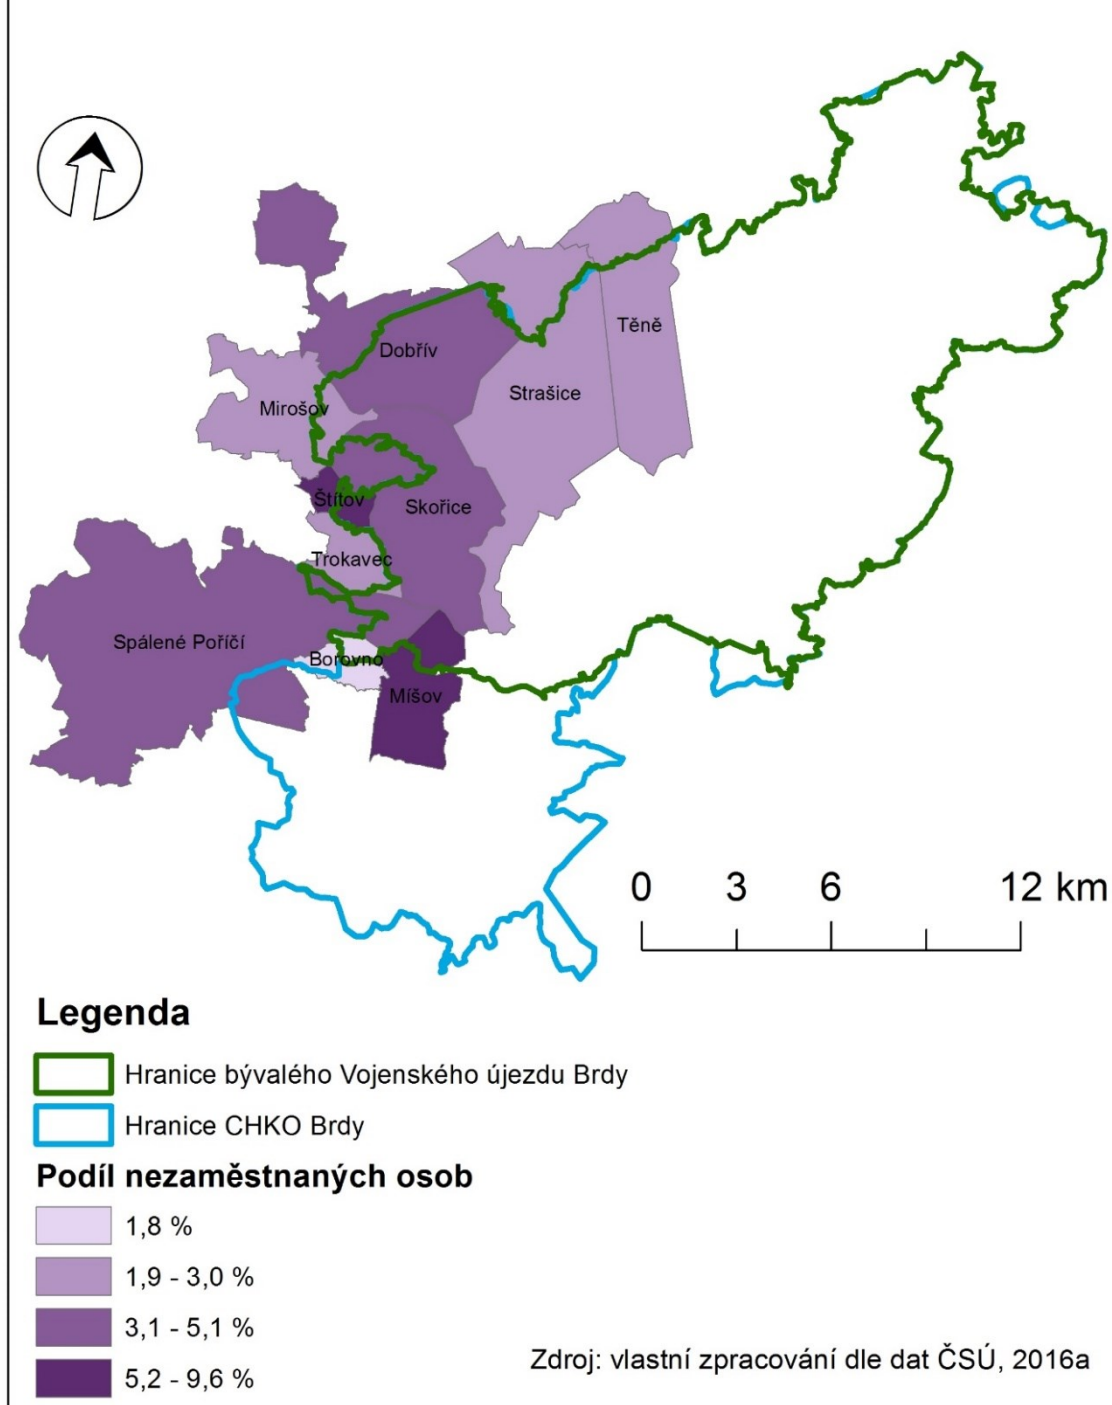 Těně
Dobřív
Strašice
Mirošov
Štítov
Skořice
Trokavec
Spálené Poříčí
Borovno
Míšov
0 3 6 12 km
Legenda
Hranice bývalého Vojenského újezdu Brdy
Hranice CHKO Brdy
Podíl nezaměstnaných osob
1,8 %
1,9 - 3,0 %
3,1 - 5,1 %
5,2 - 9,6 %
Zdroj: vlastní zpracování dle dat ČSÚ, 2016a